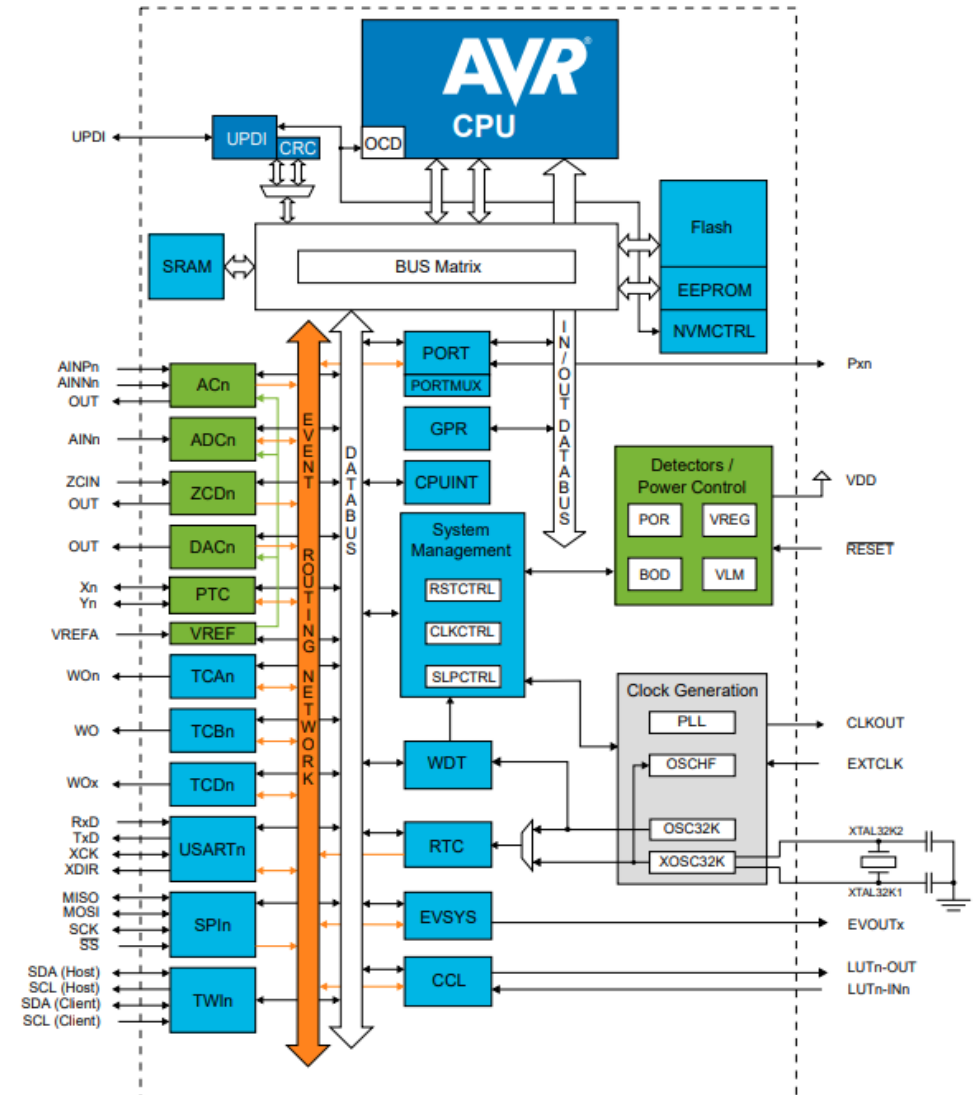 AVR®
CPU
OCD
UPDI
UPDI
CRC
BUS Matrix
SRAM
Flash
EEPROM
NVMCTRL
PORT
PORTMUX
GPR
CPUINT
IN/OUT DATABUS
DATABUS
EVENT ROUTING NETWORK
Pxn
AINPn
AINNn
OUT
ACn
AINn
ADCn
ZCIN
OUT
ZCDn
OUT
DACn
Xn
Yn
PTC
VREFA
VREF
WOn
TCAn
WO
TCBn
WOx
TCDn
RxD
TxD
XCK
XDIR
USARTn
MISO
MOSI
SCK
SS
SPIn
SDA (Host)
SCL (Host)
SDA (Client)
SCL (Client)
TWIn
System
Management
RSTCTRL
CLKCTRL
SLPCTRL
WDT
RTC
EVSYS
CCL
Detectors /
Power Control
POR
VREG
BOD
VLM
VDD
RESET
Clock Generation
PLL
OSCHF
OSC32K
XOSC32K
CLKOUT
EXTCLK
XTAL32K2
XTAL32K1
EVOUTx
LUTn-OUT
LUTn-INn